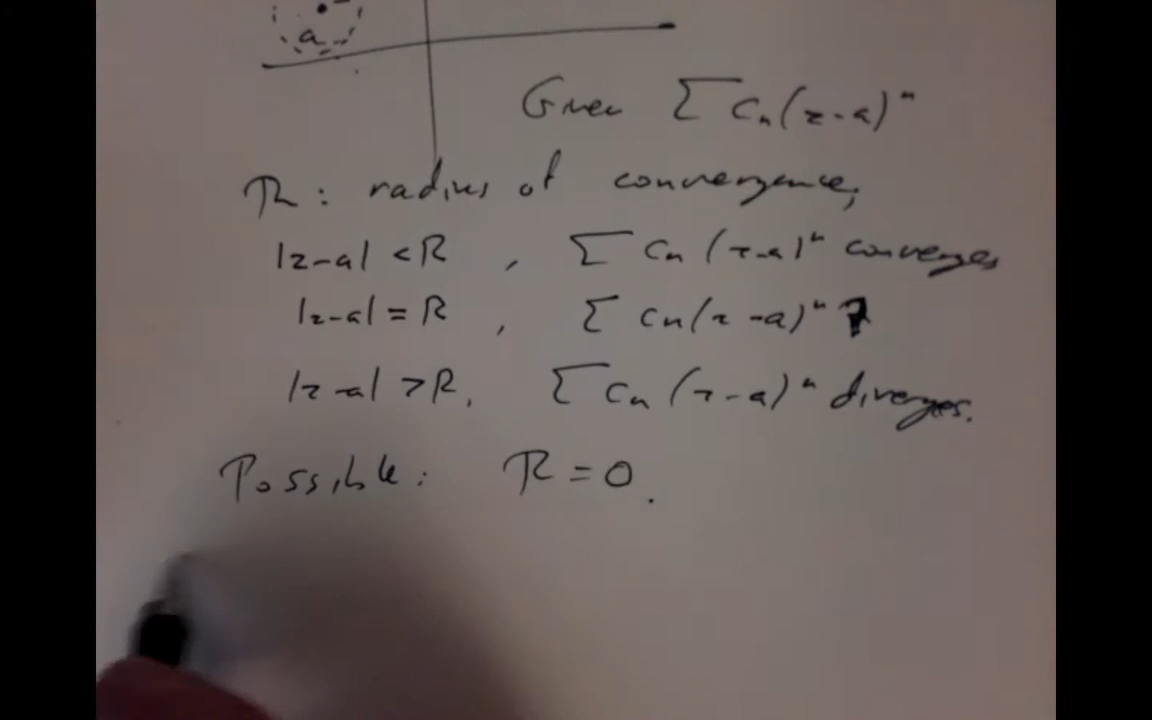 a
Given ∑ cₙ(z-a)ⁿ
R: radius of convergence,
|z-a| < R , ∑ cₙ (z-a)ⁿ converges
|z-a| = R , ∑ cₙ(z-a)ⁿ ?
|z-a| > R, ∑ cₙ (z-a)ⁿ diverges.
Possible: R = 0.